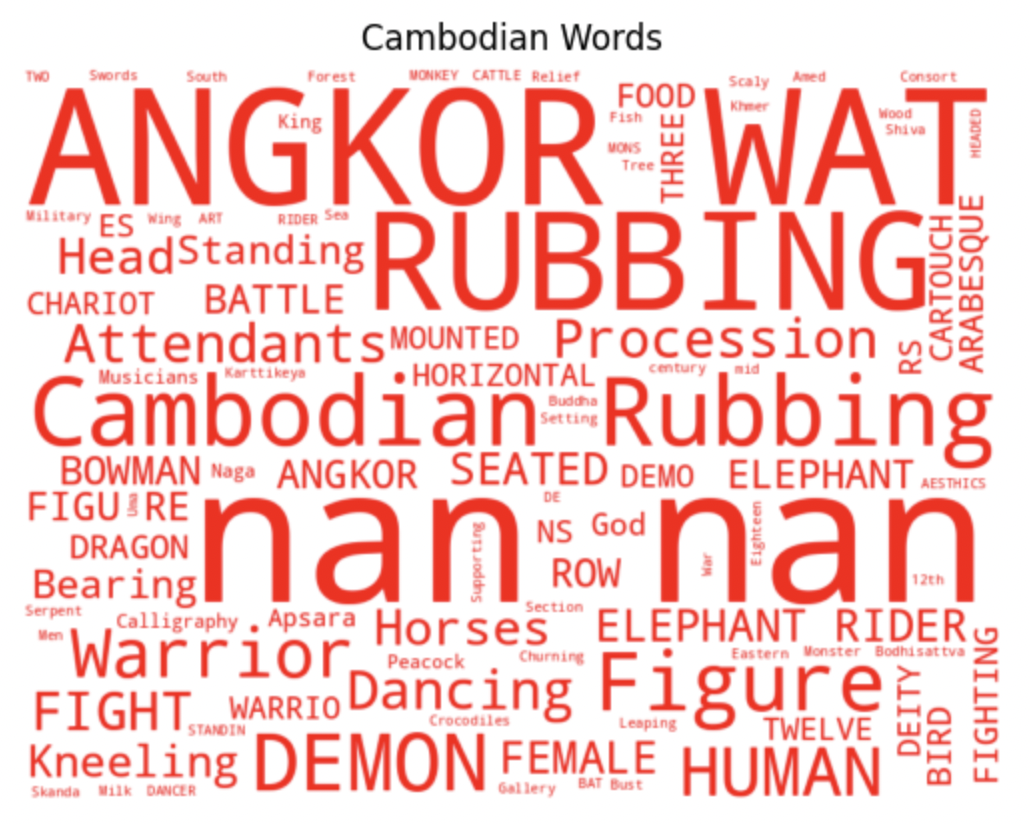 Cambodian Words
TWO Swords South Forest MONKEY CATTLE Relief Scaly Amed Consort
ANGKOR WAT
FOOD
King
Fish
Khmer
Wood
Shiva
HEADED
THREE
MONS
Tree
Military ES Wing ART RIDER Sea
RUBBING
Head Standing
CARTOUCH
ARABESQUE
CHARIOT BATTLE
Attendants MOUNTED Procession
RS
Musicians Karttikeya HORIZONTAL century mid
Cambodian Rubbing
Buddha
Setting
BOWMAN Naga ANGKOR SEATED DEMO ELEPHANT AESTHICS
FIGU Uma RE
nan nan
DE
NS God
Supporting
War
Eighteen
DRAGON
ROW
12th
Bearing
Serpent Calligraphy Apsara Section
Men
Horses ELEPHANT RIDER
Warrior Peacock Churning Eastern Monster Bodhisattva
Dancing Figure
FIGHT WARRIO
DEITY
BIRD
FIGHTING
STANDIN Crocodiles Leaping TWELVE
Kneeling DEMON FEMALE HUMAN
Skanda Milk DANCER Gallery BAT Bust